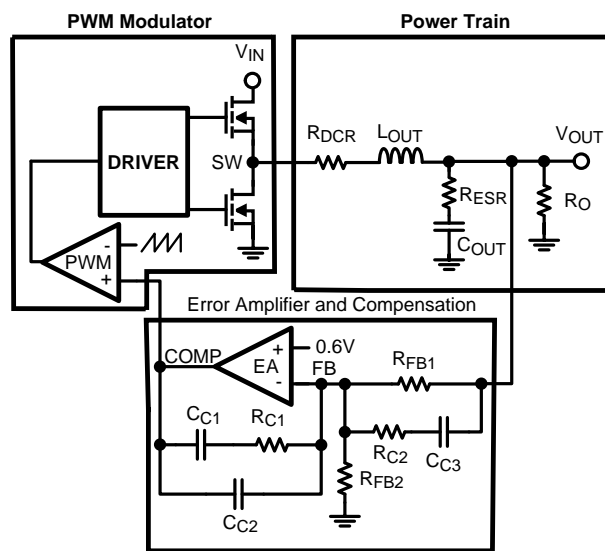 PWM Modulator
Power Train
VIN
DRIVER
SW
RDCR
LOUT
VOUT
RESR
RO
COUT
PWM
-
+
Error Amplifier and Compensation
COMP
EA
+
-
0.6V
FB
RFB1
CC1
RC1
RC2
CC3
CC2
RFB2